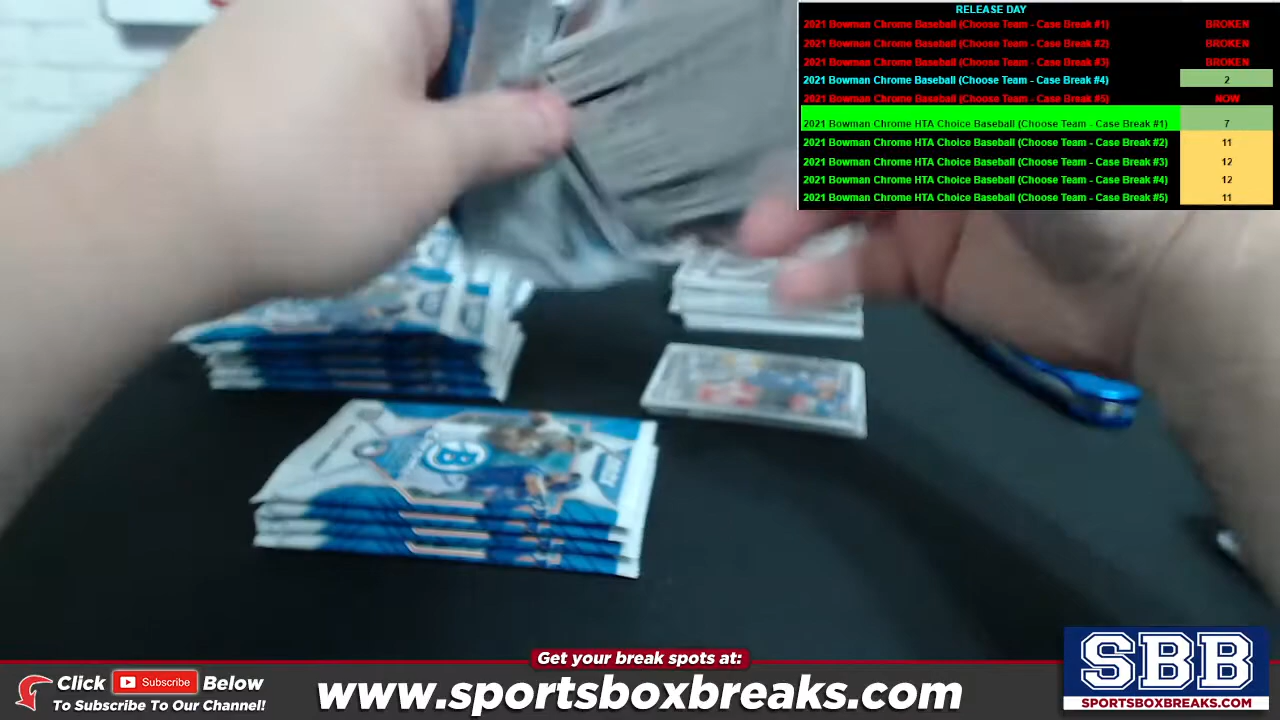 RELEASE DAY
2021 Bowman Chrome Baseball (Choose Team - Case Break #1) BROKEN
2021 Bowman Chrome Baseball (Choose Team - Case Break #2) BROKEN
2021 Bowman Chrome Baseball (Choose Team - Case Break #3) BROKEN
2021 Bowman Chrome Baseball (Choose Team - Case Break #4) 2
2021 Bowman Chrome Baseball (Choose Team - Case Break #5) NOW
2021 Bowman Chrome HTA Choice Baseball (Choose Team - Case Break #1) 7
2021 Bowman Chrome HTA Choice Baseball (Choose Team - Case Break #2) 11
2021 Bowman Chrome HTA Choice Baseball (Choose Team - Case Break #3) 12
2021 Bowman Chrome HTA Choice Baseball (Choose Team - Case Break #4) 12
2021 Bowman Chrome HTA Choice Baseball (Choose Team - Case Break #5) 11
B
Get your break spots at:
Click Subscribe Below
To Subscribe To Our Channel!
www.sportsboxbreaks.com
SBB
SPORTSBOXBREAKS.COM